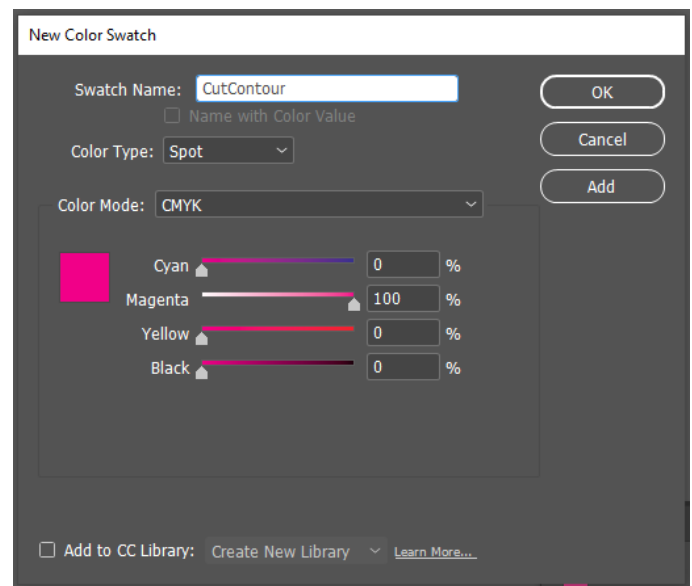 New Color Swatch
Swatch Name: CutContour
Name with Color Value
Color Type: Spot
OK
Cancel
Add
Color Mode: CMYK
Cyan 0 %
Magenta 100 %
Yellow 0 %
Black 0 %
Add to CC Library: Create New Library Learn More...